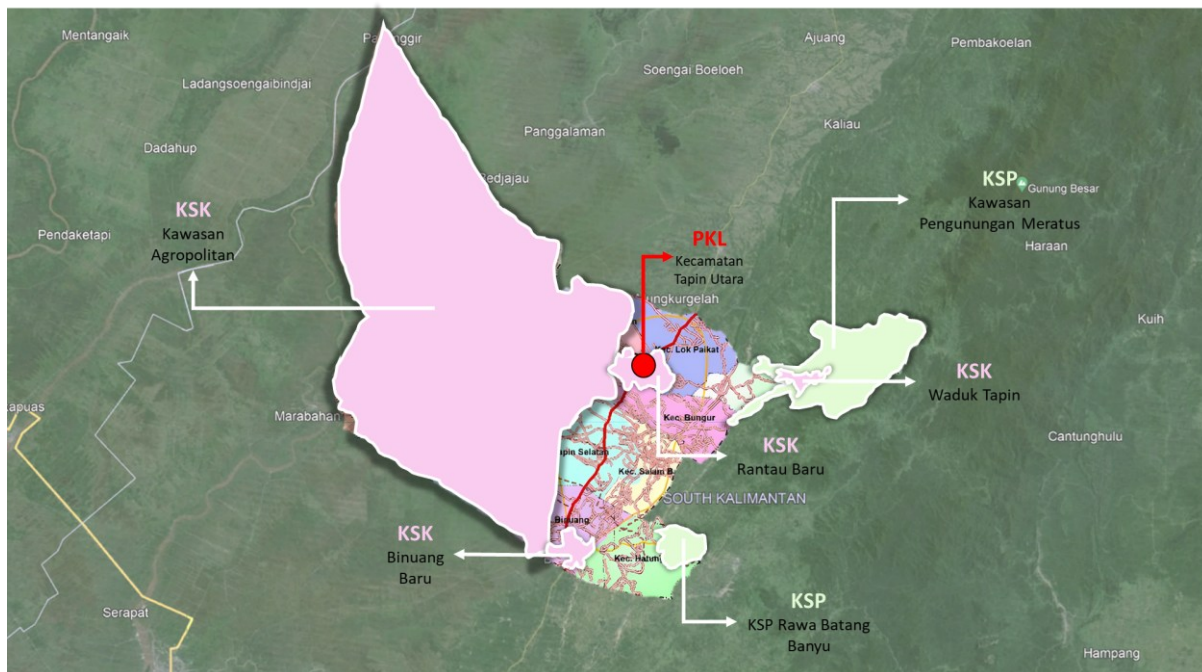 Mentangaik
Ladangsoengaibindjai
Ajuang
Pembakoelan
Soengai Boeloeh
Panggalaman
Kaliau
Dadahup
KSP
Gunung Besar
Kawasan
Pengunungan Meratus
KSK
Kawasan
Agropolitan
Pendaketapi
PKL
Kecamatan
Tapin Utara
Haraan
Kuih
Kec. Lok Paikat
KSK
Waduk Tapin
Marabahan
Kec. Bungur
Cantunghulu
KSK
Rantau Baru
Kec. Salam B
SOUTH KALIMANTAN
Binuang
KSK
Binuang
Baru
Kec. Hatun
KSP
KSP Rawa Batang
Banyu
Serapat
Hampang